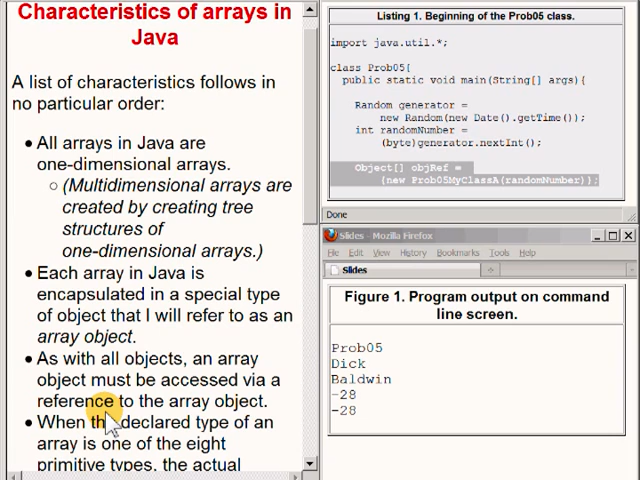 Characteristics of arrays in
Java
A list of characteristics follows in
no particular order:
All arrays in Java are
one-dimensional arrays.
(Multidimensional arrays are
created by creating tree
structures of
one-dimensional arrays.)
Each array in Java is
encapsulated in a special type
of object that I will refer to as an
array object.
As with all objects, an array
object must be accessed via a
reference to the array object.
When the declared type of an
array is one of the eight
primitive types, the actual
Listing 1. Beginning of the Prob05 class.
import java.util.*;
class Prob05{
public static void main(String[] args){
Random generator =
new Random(new Date().getTime());
int randomNumber =
(byte)generator.nextInt();
Object[] objRef =
(new Prob05MyClassA(randomNumber));
Done
Slides - Mozilla Firefox
File Edit View History Bookmarks Tools Help
Slides
Figure 1. Program output on command
line screen.
Prob05
Dick
Baldwin
-28
-28